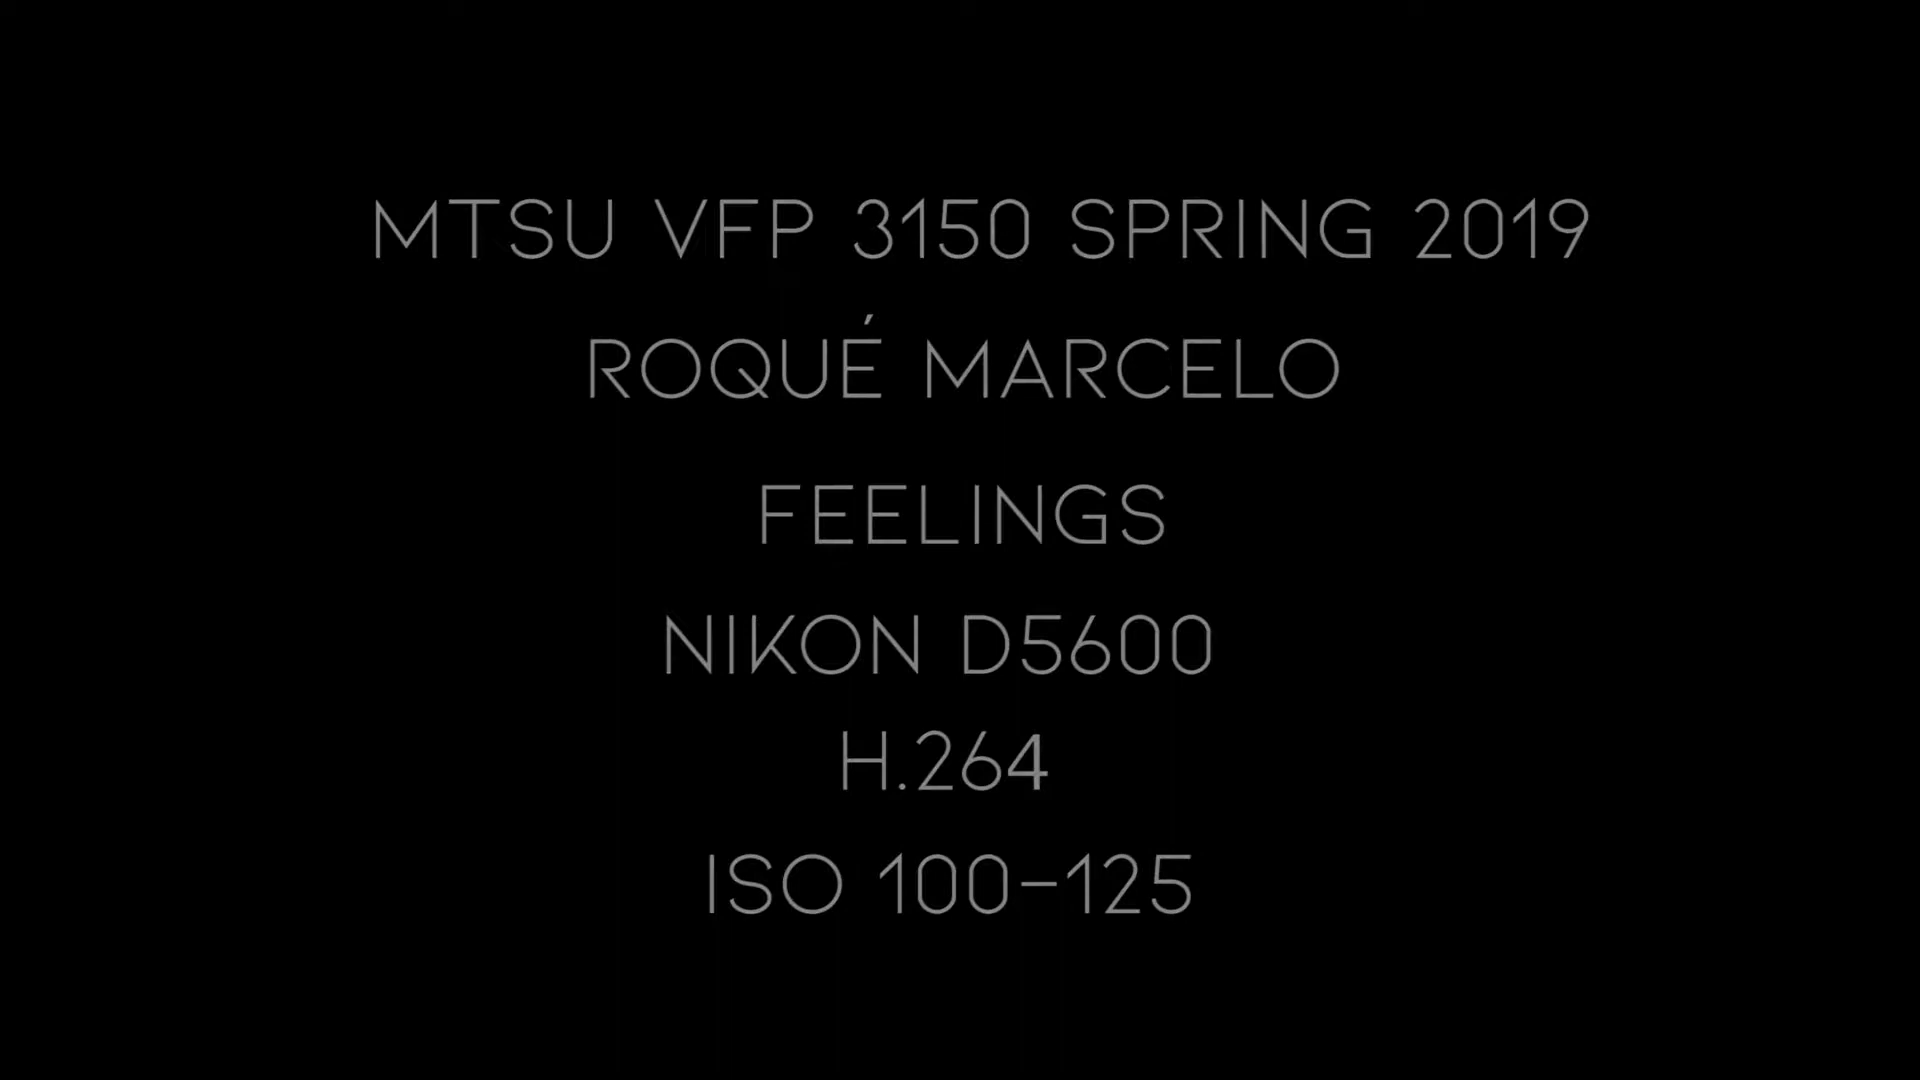 MTSU VFP 3150 SPRING 2019
ROQUÉ MARCELO
FEELINGS
NIKON D5600
H.264
ISO 100-125